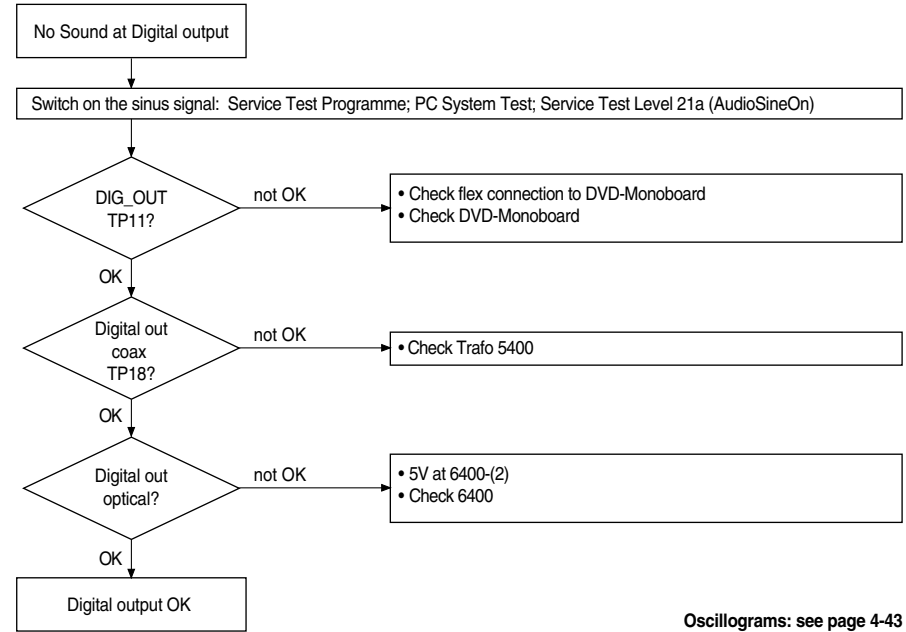 No Sound at Digital output
Switch on the sinus signal:  Service Test Programme; PC System Test; Service Test Level 21a (AudioSineOn)
DIG_OUT
TP11?
not OK
• Check flex connection to DVD-Monoboard
• Check DVD-Monoboard
OK
Digital out
coax
TP18?
not OK
• Check Trafo 5400
OK
Digital out
optical?
not OK
• 5V at 6400-(2)
• Check 6400
OK
Digital output OK
Oscillograms: see page 4-43